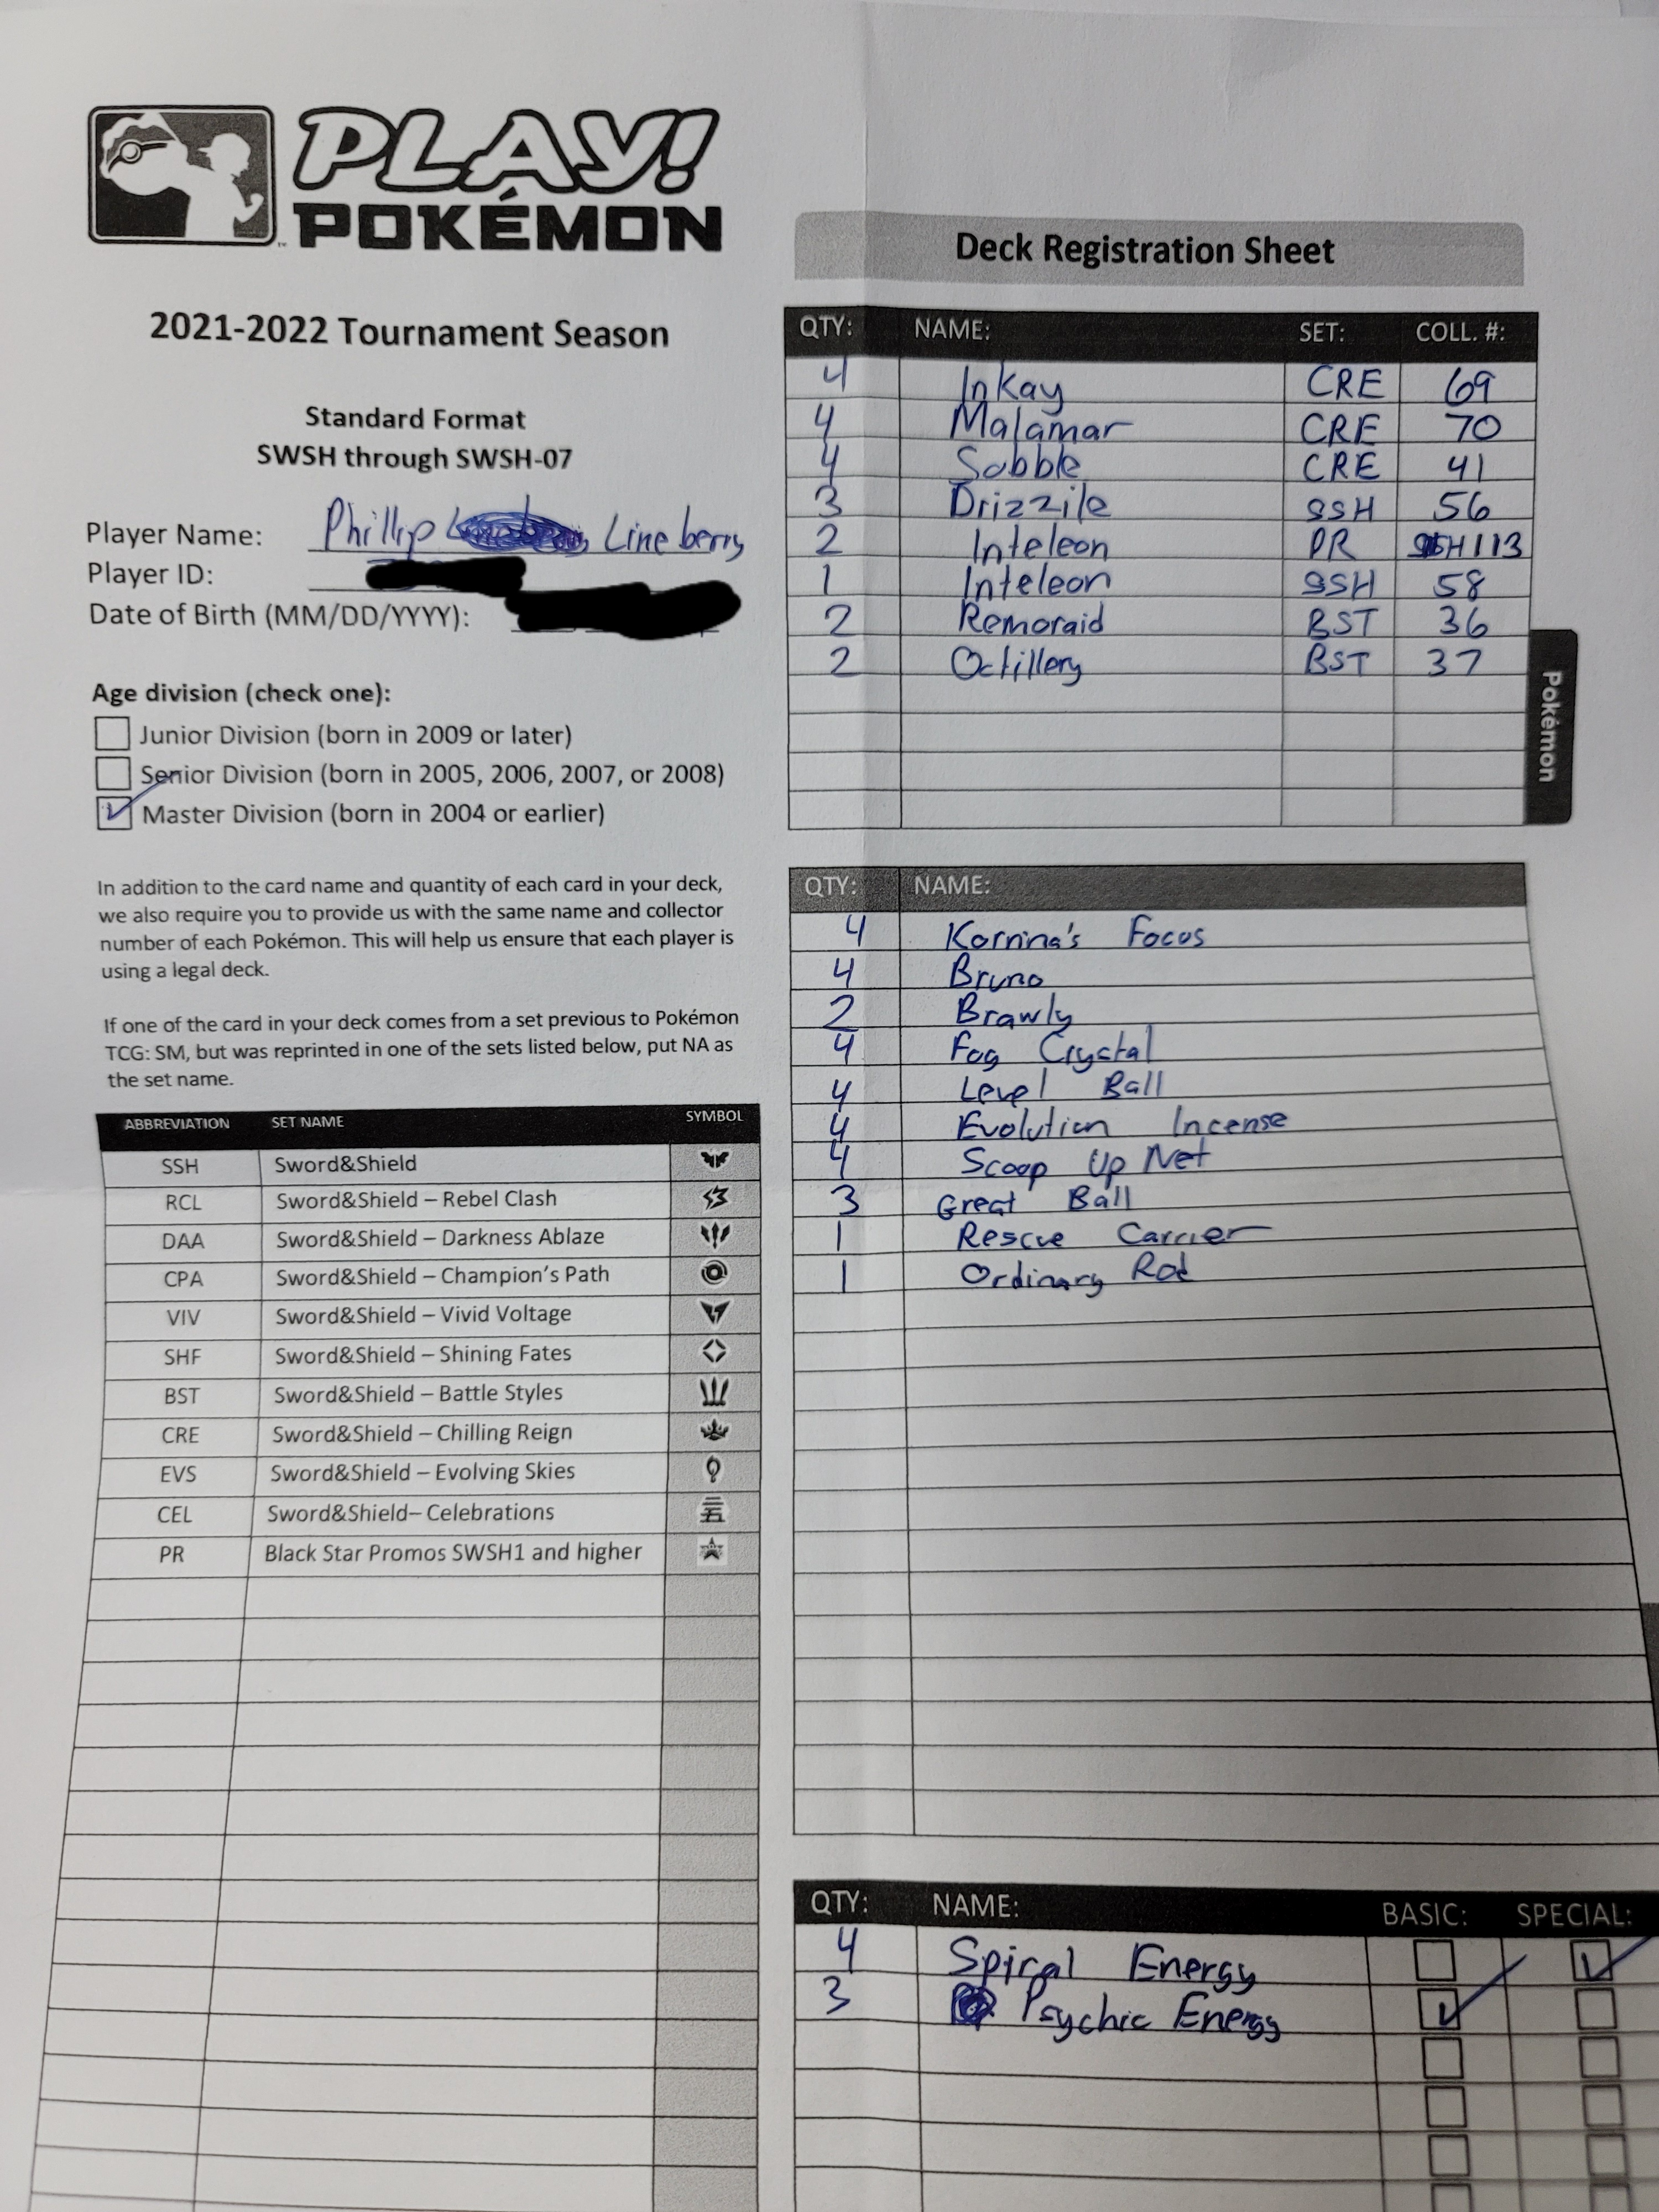 PLAY!
POKÉMON
™
2021-2022 Tournament Season
Standard Format
SWSH through SWSH-07
Player Name: Phillip Lineberry
Player ID:
Date of Birth (MM/DD/YYYY):
Age division (check one):
Junior Division (born in 2009 or later)
Senior Division (born in 2005, 2006, 2007, or 2008)
Master Division (born in 2004 or earlier)
In addition to the card name and quantity of each card in your deck,
we also require you to provide us with the same name and collector
number of each Pokémon. This will help us ensure that each player is
using a legal deck.
If one of the card in your deck comes from a set previous to Pokémon
TCG: SM, but was reprinted in one of the sets listed below, put NA as
the set name.
ABBREVIATION SET NAME SYMBOL
SSH Sword&Shield
RCL Sword&Shield – Rebel Clash
DAA Sword&Shield – Darkness Ablaze
CPA Sword&Shield – Champion's Path
VIV Sword&Shield – Vivid Voltage
SHF Sword&Shield – Shining Fates
BST Sword&Shield – Battle Styles
CRE Sword&Shield – Chilling Reign
EVS Sword&Shield – Evolving Skies
CEL Sword&Shield– Celebrations
PR Black Star Promos SWSH1 and higher
Deck Registration Sheet
QTY: NAME: SET: COLL. #:
4 Inkay CRE 69
4 Malamar CRE 70
4 Sobble CRE 41
3 Drizzile SSH 56
2 Inteleon PR H113
1 Inteleon SSH 58
2 Remoraid BST 36
2 Octillery BST 37
Pokémon
QTY: NAME:
4 Korrina's Focus
4 Bruno
2 Brawly
4 Fog Crystal
4 Level Ball
4 Evolution Incense
4 Scoop Up Net
3 Great Ball
1 Rescue Carrier
1 Ordinary Rod
QTY: NAME: BASIC: SPECIAL:
4 Spiral Energy
3 Psychic Energy